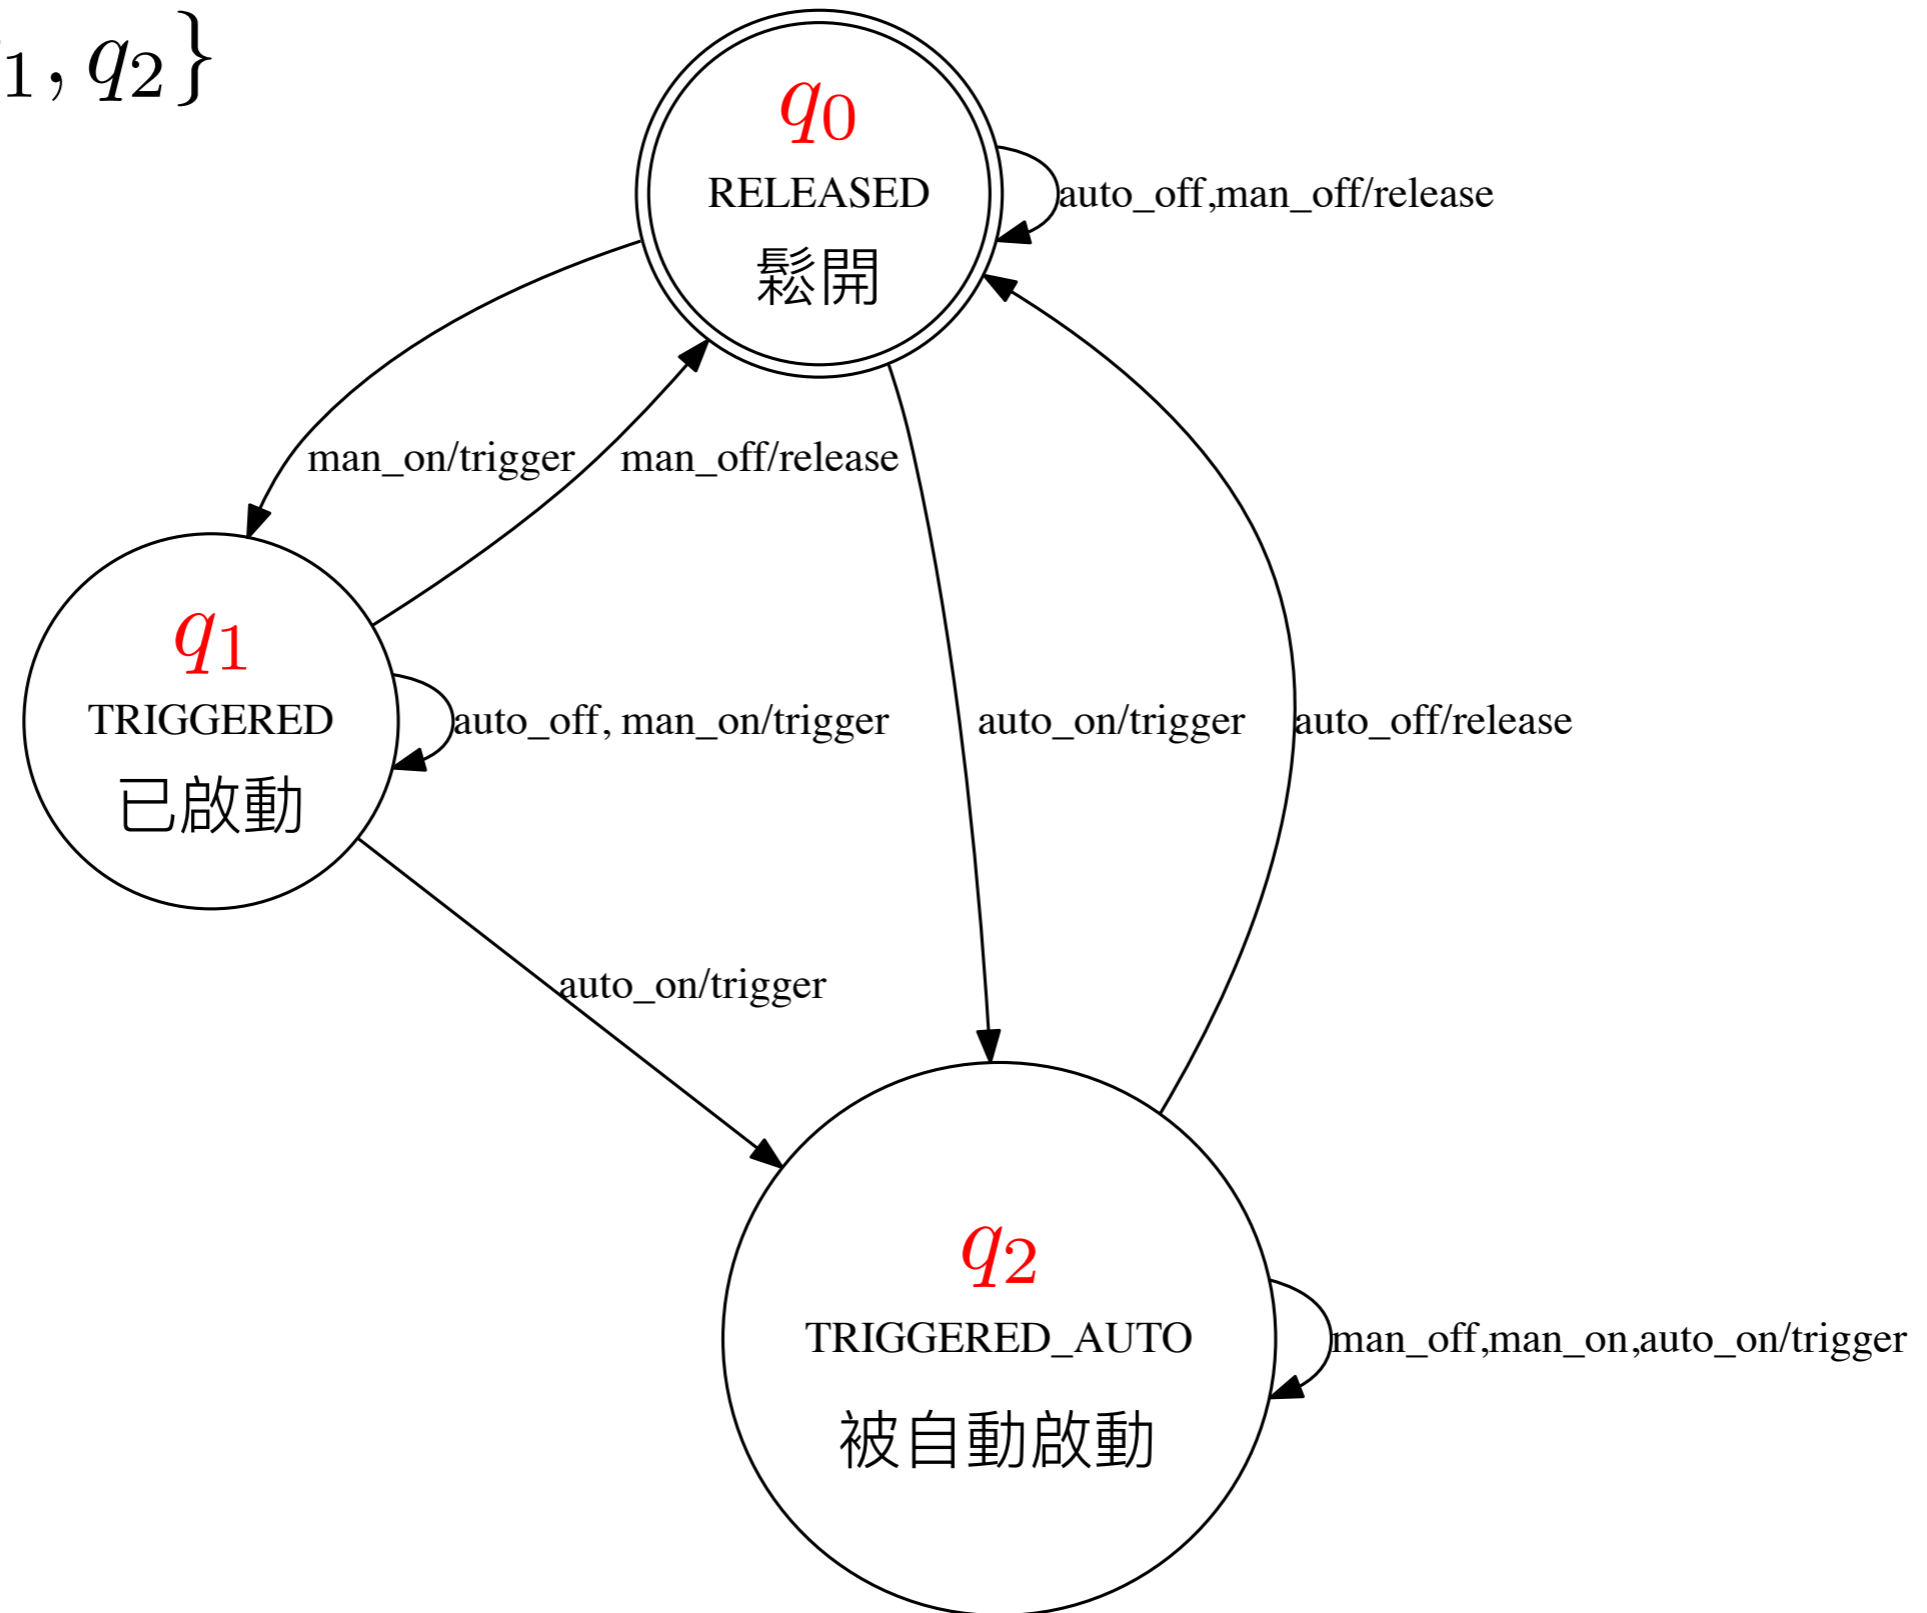 1, q2}
q0
RELEASED
鬆開
auto_off,man_off/release
man_on/trigger
man_off/release
q1
TRIGGERED
已啟動
auto_off, man_on/trigger
auto_on/trigger
auto_off/release
auto_on/trigger
q2
TRIGGERED_AUTO
被自動啟動
man_off,man_on,auto_on/trigger